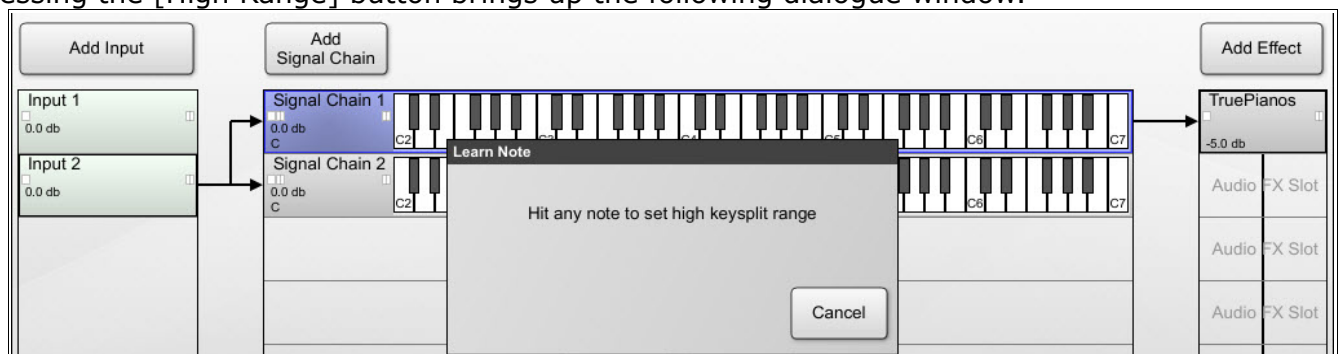 essing the [High Range] button brings up the following dialogue window.
Add Input
Add
Signal Chain
Add Effect
Input 1
0.0 db
Input 2
0.0 db
Signal Chain 1
0.0 db
C
C2
C6
C7
Signal Chain 2
0.0 db
C
C2
C6
C7
Learn Note
Hit any note to set high keysplit range
Cancel
TruePianos
-5.0 db
Audio FX Slot
Audio FX Slot
Audio FX Slot